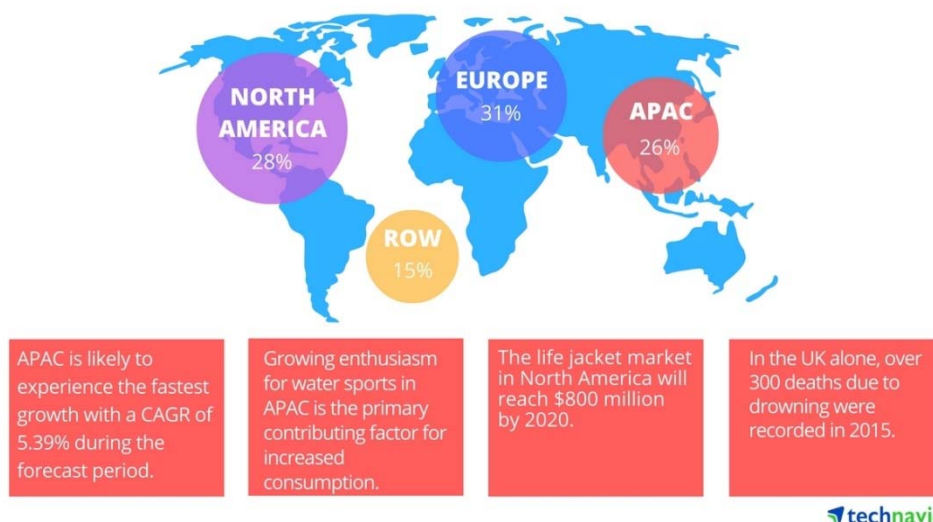 NORTH
AMERICA
28%
EUROPE
31%
APAC
26%
ROW
15%
APAC is likely to
experience the fastest
growth with a CAGR of
5.39% during the
forecast period.
Growing enthusiasm
for water sports in
APAC is the primary
contributing factor for
increased
consumption.
The life jacket market
in North America will
reach $800 million
by 2020.
In the UK alone, over
300 deaths due to
drowning were
recorded in 2015.
technavi